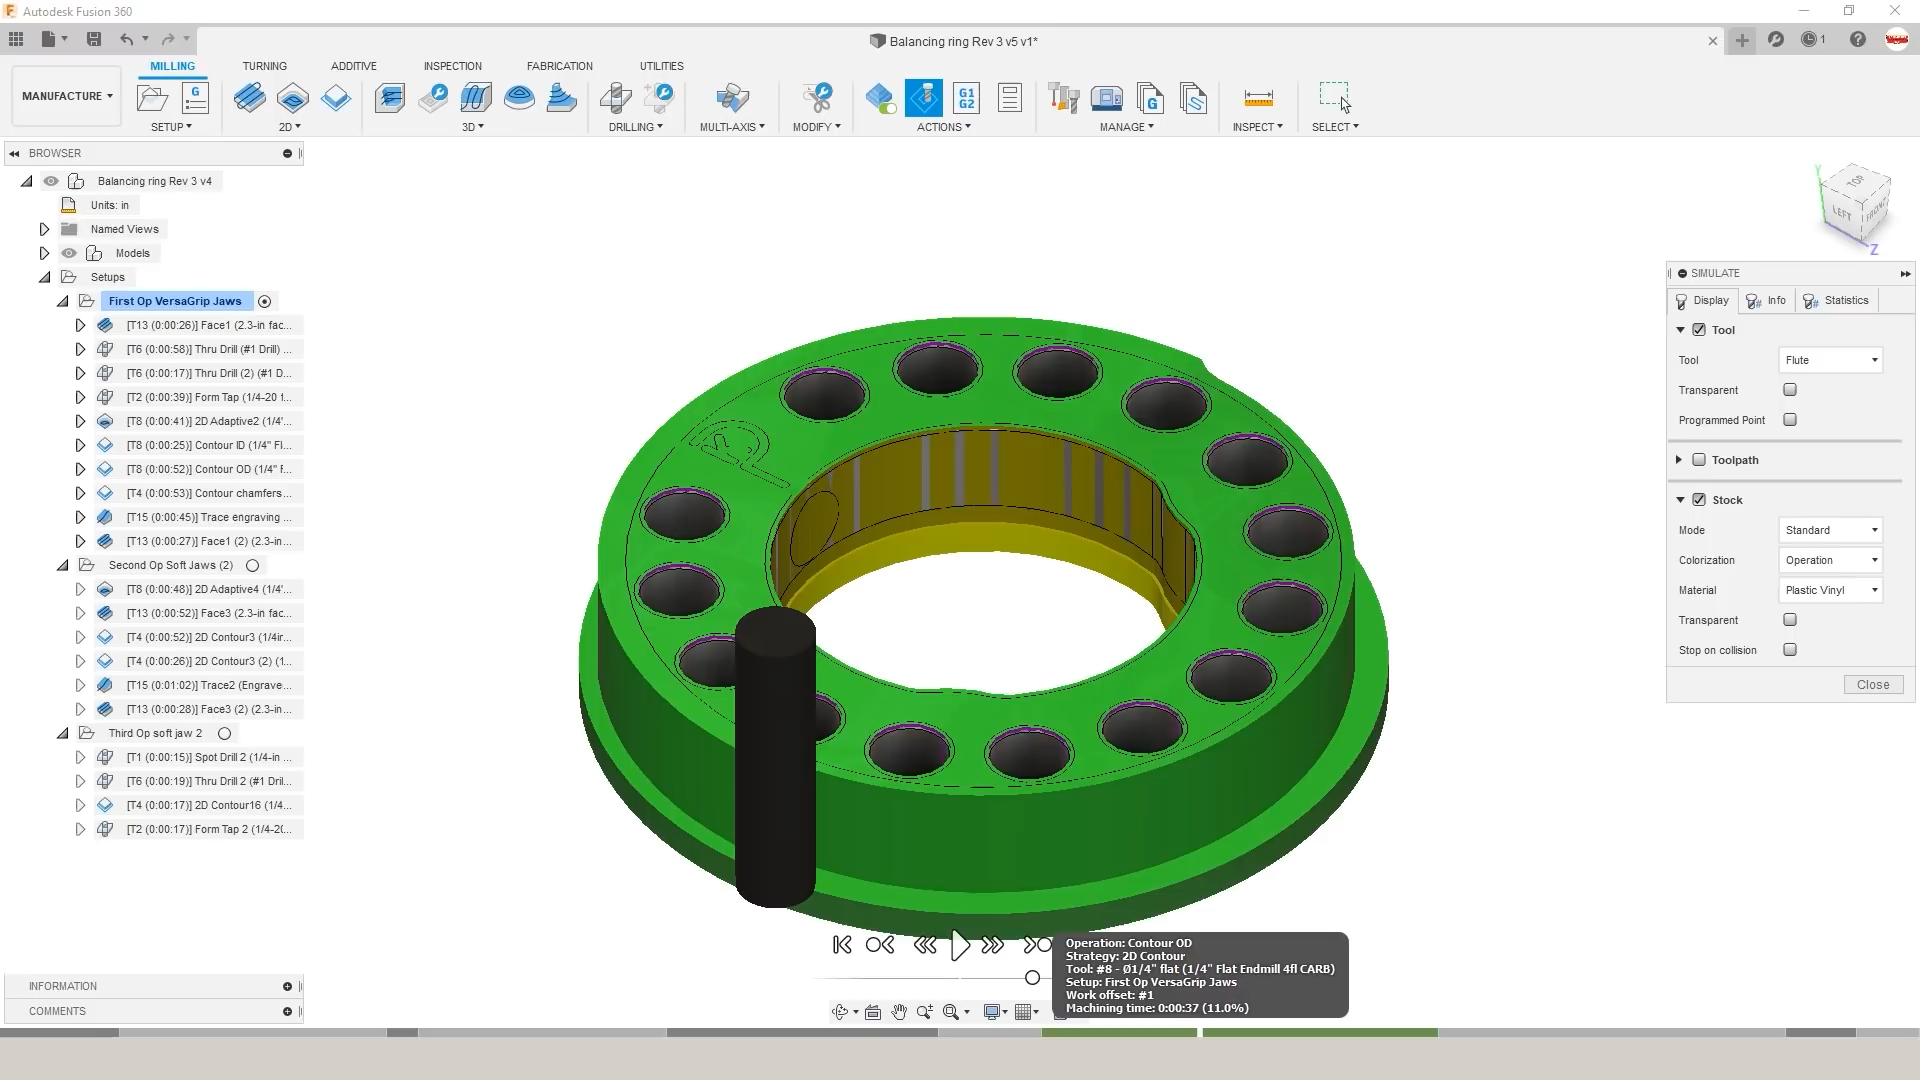 Autodesk Fusion 360
Balancing ring Rev 3 v5 v1*
1
MILLING TURNING ADDITIVE INSPECTION FABRICATION UTILITIES
MANUFACTURE
G
G1
G2
G
SETUP 2D 3D DRILLING MULTI-AXIS MODIFY ACTIONS MANAGE INSPECT SELECT
BROWSER
Balancing ring Rev 3 v4
Units: in
Named Views
Models
Setups
First Op VersaGrip Jaws
[T13 (0:00:26)] Face1 (2.3-in fac...
[T6 (0:00:58)] Thru Drill (#1 Drill) ...
[T6 (0:00:17)] Thru Drill (2) (#1 D...
[T2 (0:00:39)] Form Tap (1/4-20 t...
[T8 (0:00:41)] 2D Adaptive2 (1/4'...
[T8 (0:00:25)] Contour ID (1/4" Fl...
[T8 (0:00:52)] Contour OD (1/4" f...
[T4 (0:00:53)] Contour chamfers...
[T15 (0:00:45)] Trace engraving ...
[T13 (0:00:27)] Face1 (2) (2.3-in...
Second Op Soft Jaws (2)
[T8 (0:00:48)] 2D Adaptive4 (1/4'...
[T13 (0:00:52)] Face3 (2.3-in fac...
[T4 (0:00:52)] 2D Contour3 (1/4ir...
[T4 (0:00:26)] 2D Contour3 (2) (1...
[T15 (0:01:02)] Trace2 (Engrave...
[T13 (0:00:28)] Face3 (2) (2.3-in...
Third Op soft jaw 2
[T1 (0:00:15)] Spot Drill 2 (1/4-in ...
[T6 (0:00:19)] Thru Drill 2 (#1 Dril...
[T4 (0:00:17)] 2D Contour16 (1/4...
[T2 (0:00:17)] Form Tap 2 (1/4-2(...
INFORMATION
COMMENTS
Y
TOP
LEFT
FRONT
Z
SIMULATE
Display Info Statistics
Tool
Tool Flute
Transparent
Programmed Point
Toolpath
Stock
Mode Standard
Colorization Operation
Material Plastic Vinyl
Transparent
Stop on collision
Close
Operation: Contour OD
Strategy: 2D Contour
Tool: #8 - Ø1/4" flat (1/4" Flat Endmill 4fl CARB)
Setup: First Op VersaGrip Jaws
Work offset: #1
Machining time: 0:00:37 (11.0%)